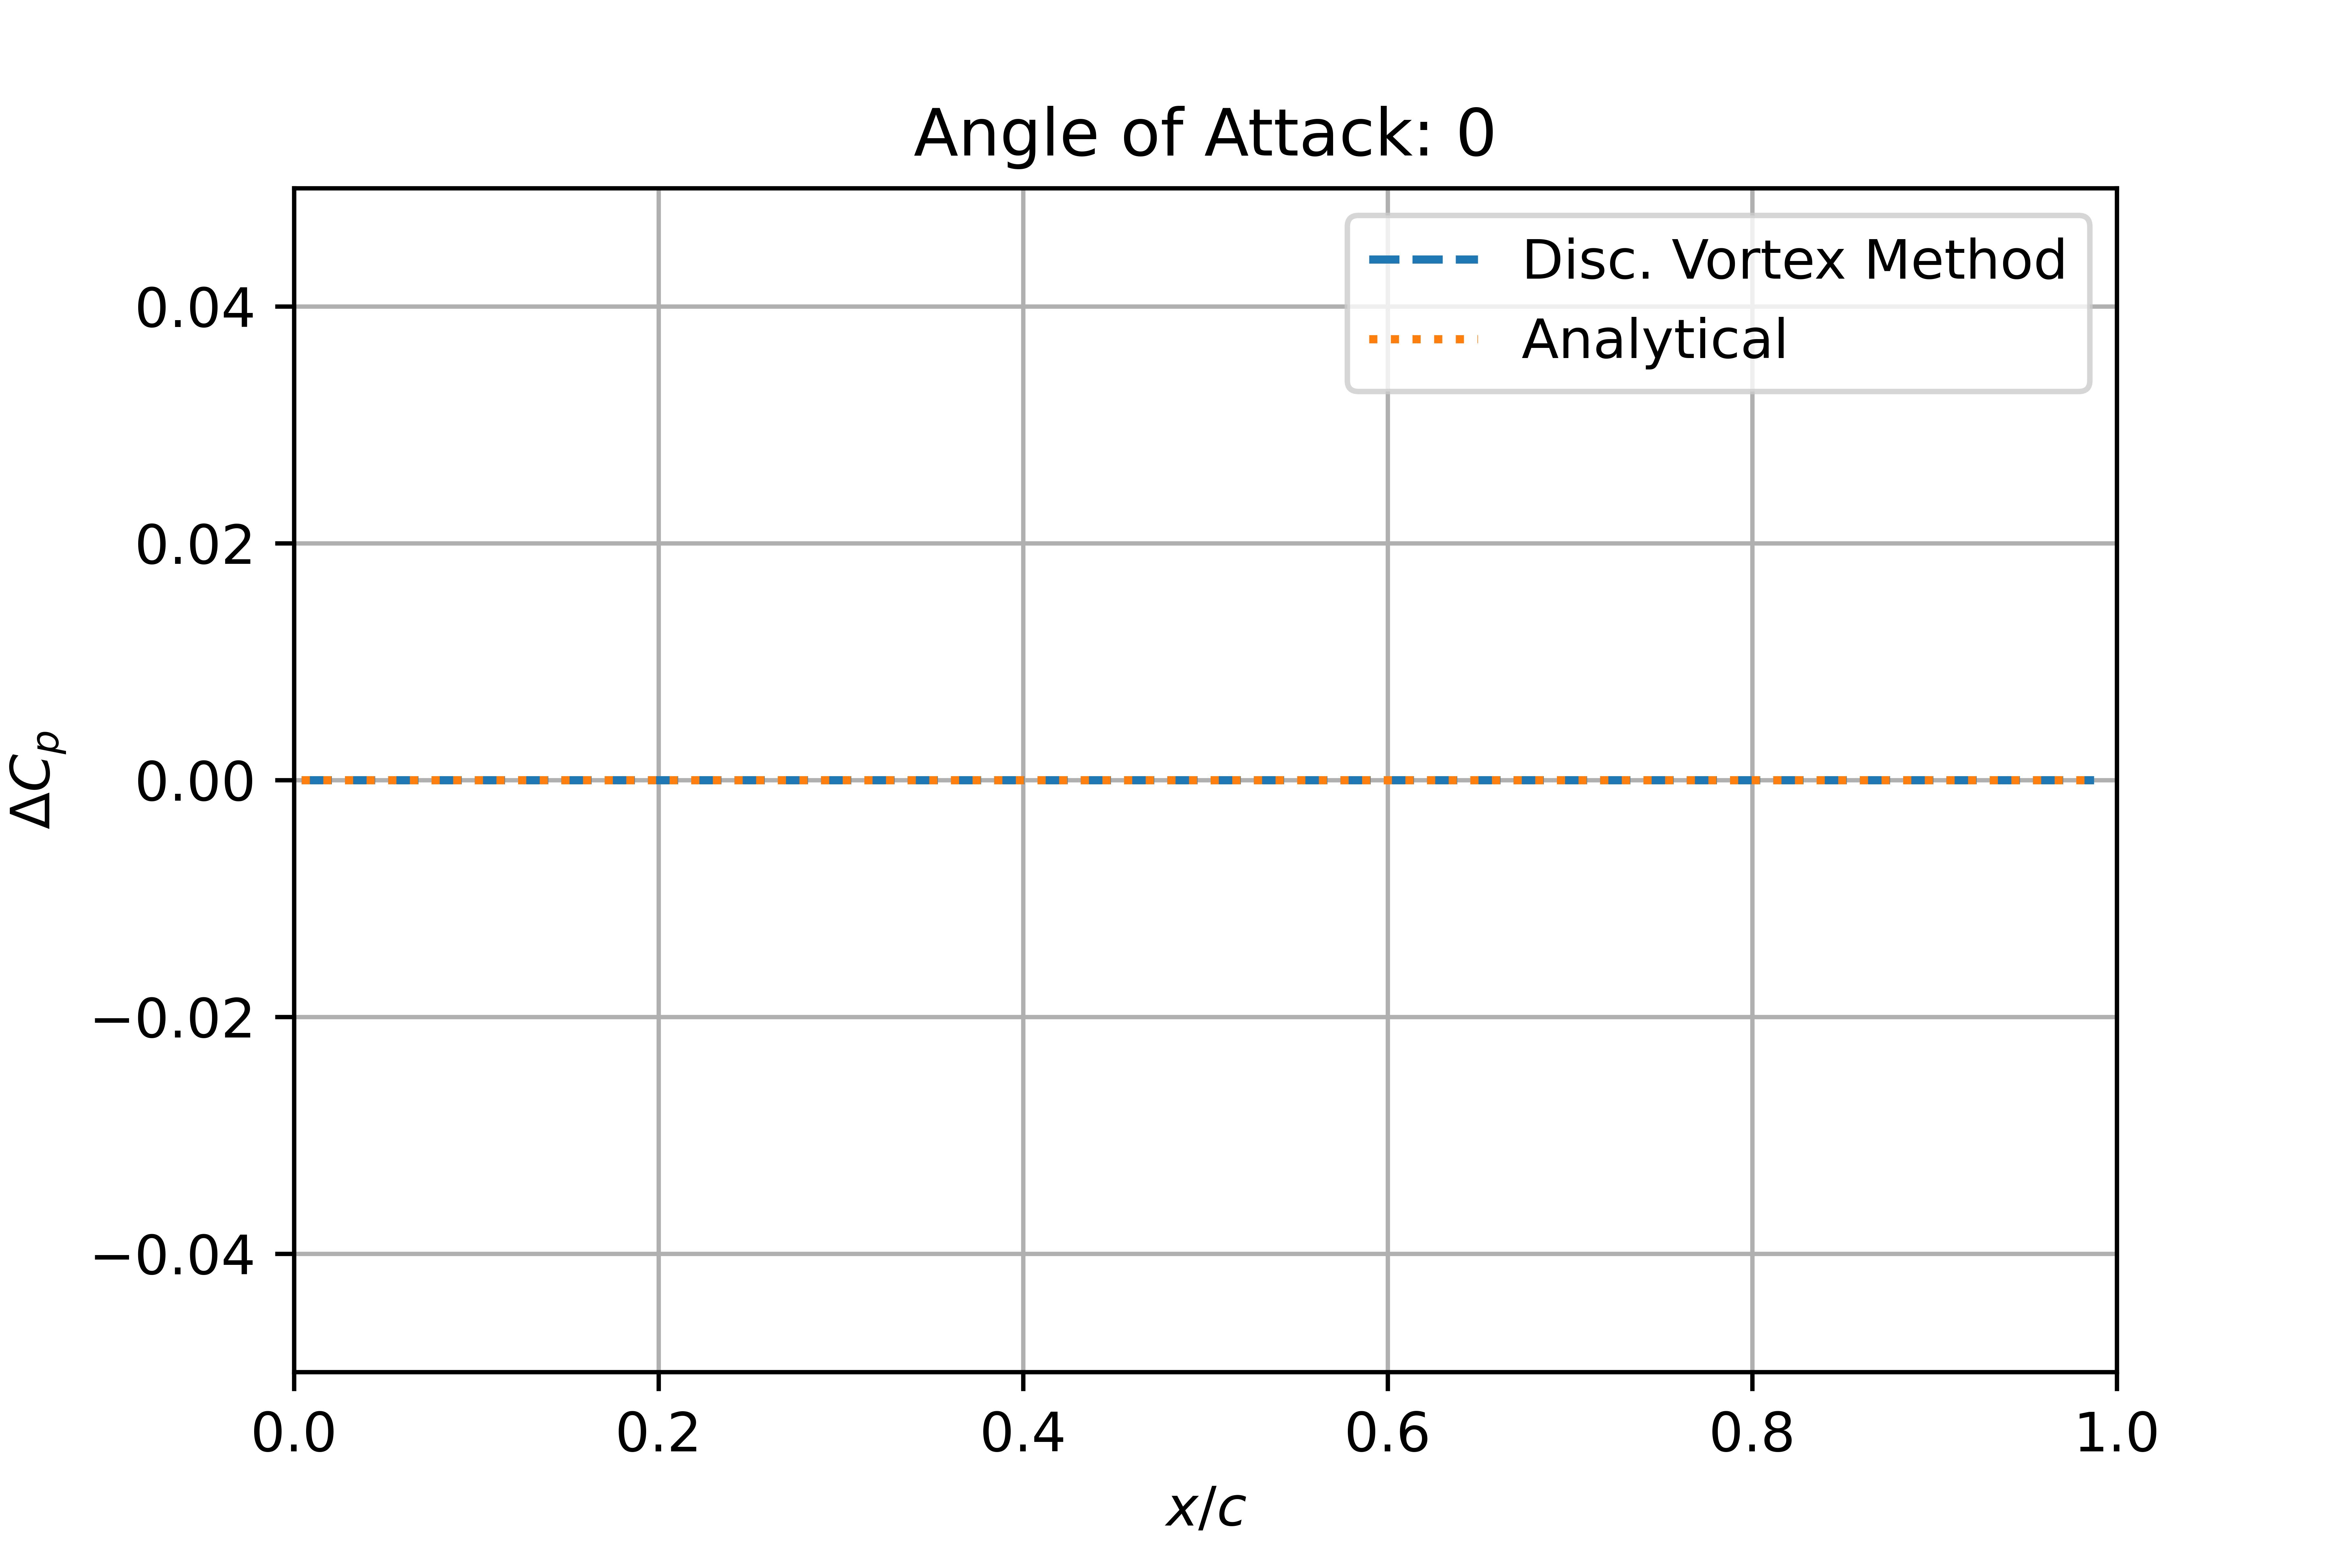 Angle of Attack: 0
Disc. Vortex Method
Analytical
0.04
0.02
0.00
−0.02
−0.04
ΔCp
0.0 0.2 0.4 0.6 0.8 1.0
x/c